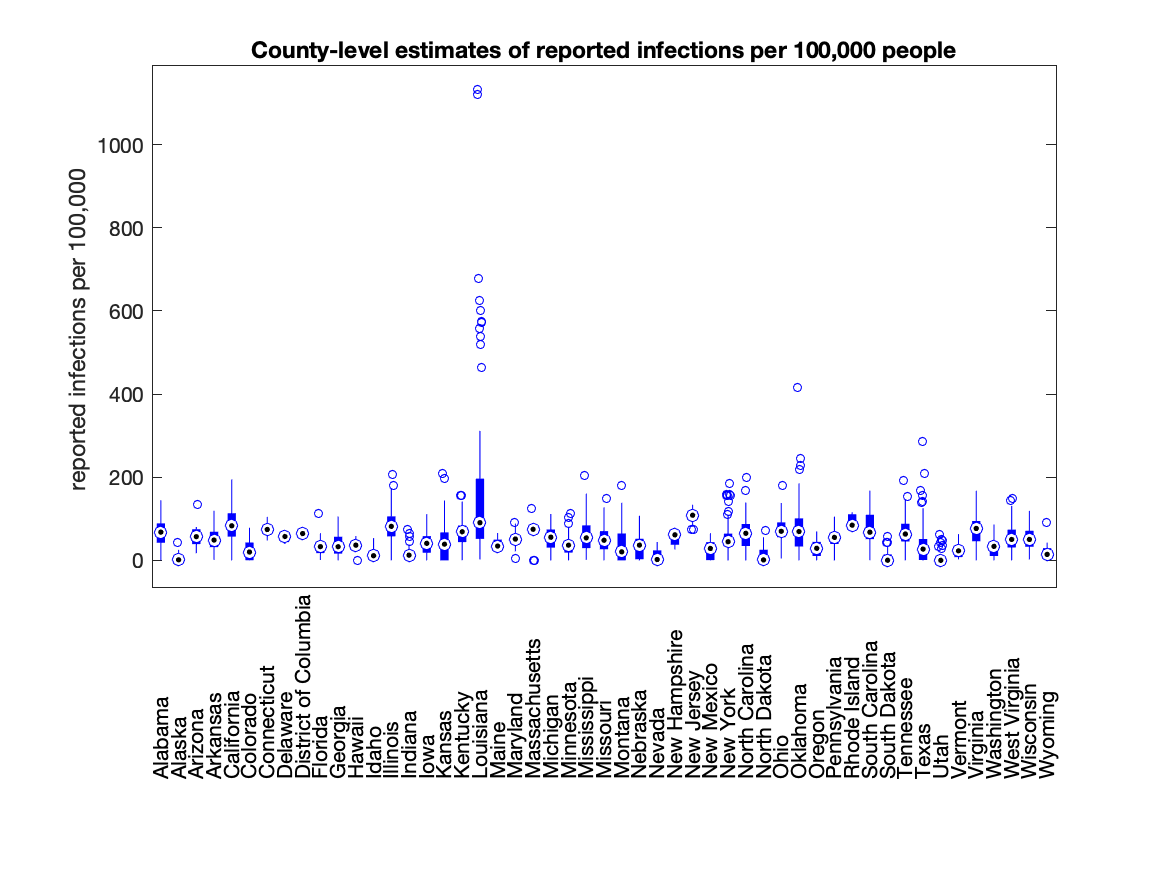 County-level estimates of reported infections per 100,000 people
reported infections per 100,000
1000
800
600
400
200
0
Alabama
Alaska
Arizona
Arkansas
California
Colorado
Connecticut
Delaware
District of Columbia
Florida
Georgia
Hawaii
Idaho
Illinois
Indiana
Iowa
Kansas
Kentucky
Louisiana
Maine
Maryland
Massachusetts
Michigan
Minnesota
Mississippi
Missouri
Montana
Nebraska
Nevada
New Hampshire
New Jersey
New Mexico
New York
North Carolina
North Dakota
Ohio
Oklahoma
Oregon
Pennsylvania
Rhode Island
South Carolina
South Dakota
Tennessee
Texas
Utah
Vermont
Virginia
Washington
West Virginia
Wisconsin
Wyoming